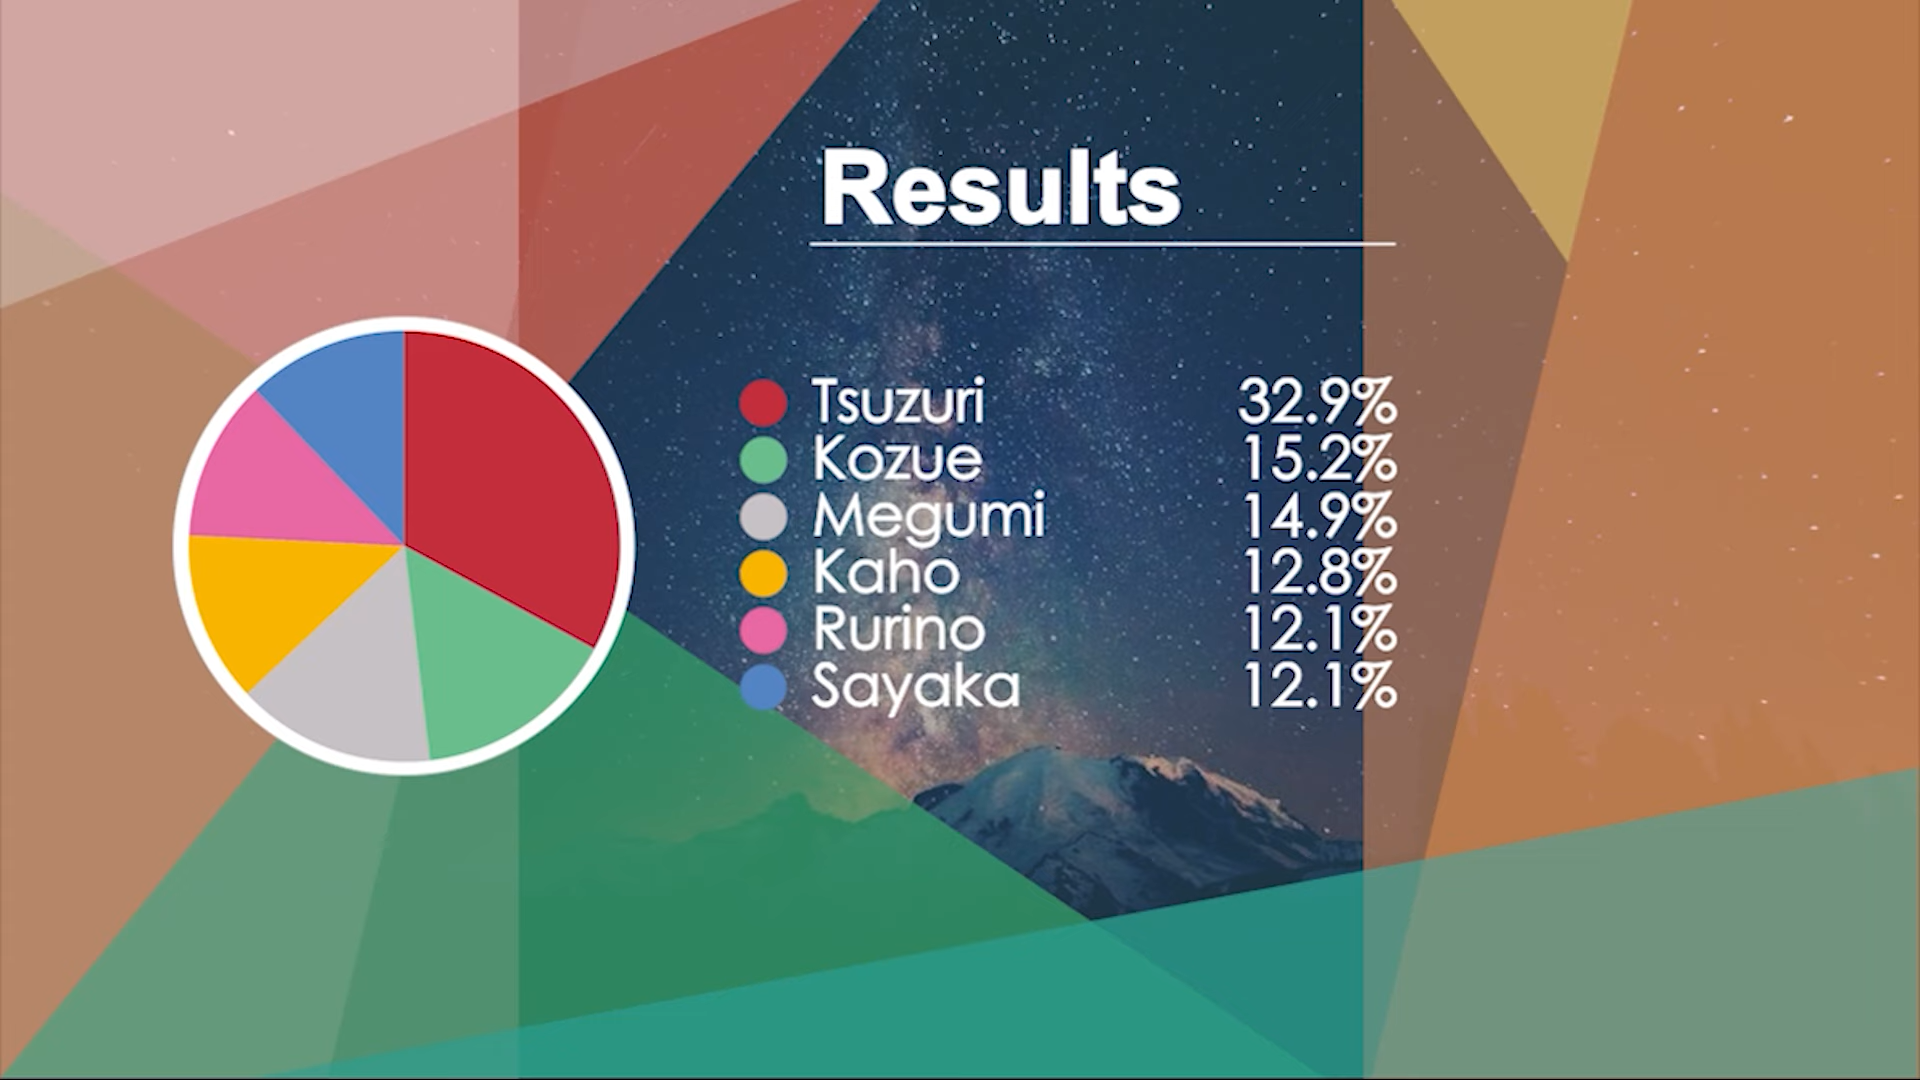 Results
Tsuzuri 32.9%
Kozue 15.2%
Megumi 14.9%
Kaho 12.8%
Rurino 12.1%
Sayaka 12.1%